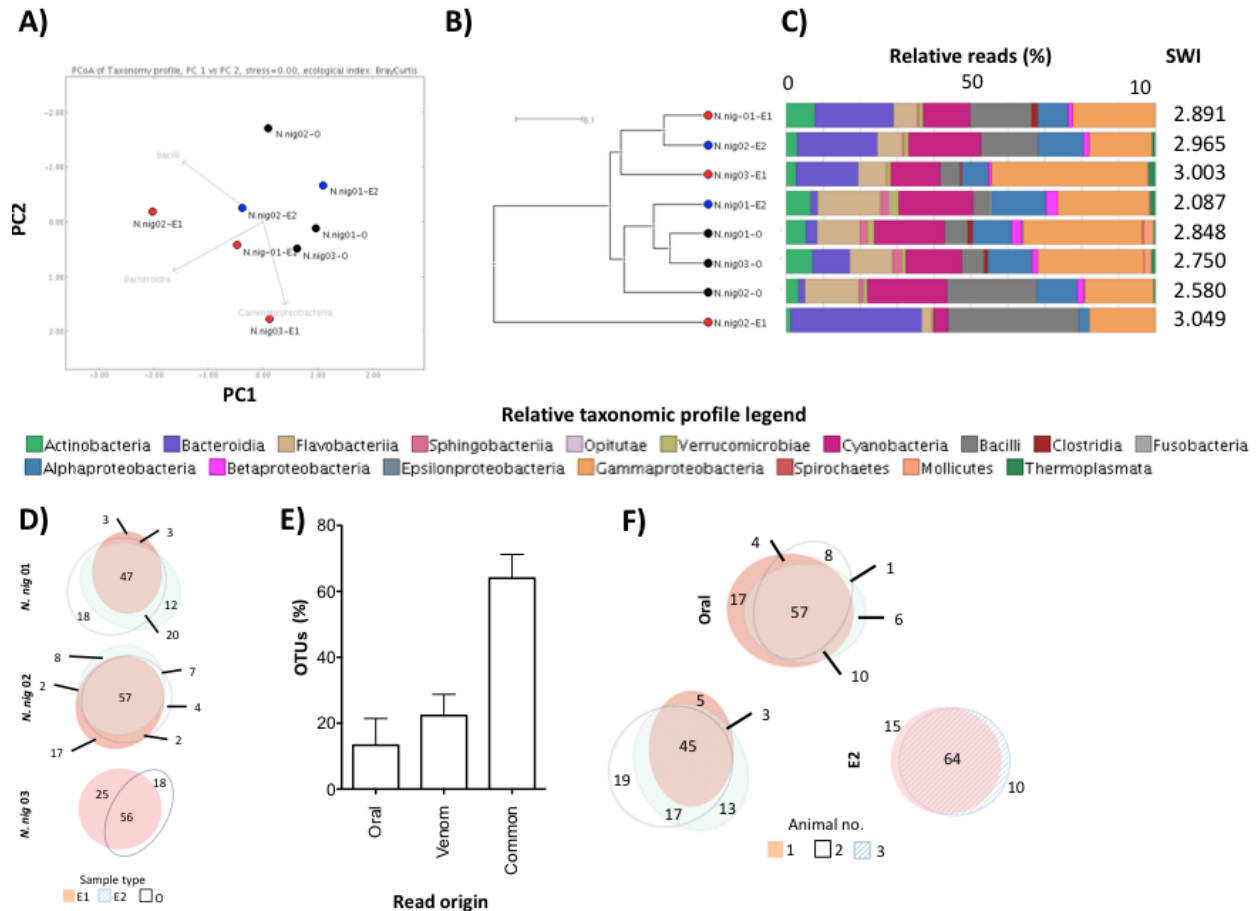 A)
PCoA of Taxonomy profile, PC 1 vs PC 2, stress=0.00, ecological index: BrayCurtis
-2.00
-1.00
0.00
1.00
2.00
-3.00
-2.00
-1.00
0.00
1.00
2.00
PC2
PC1
N.nig02-O
Bacilli
N.nig01-E2
N.nig02-E2
N.nig02-E1
N.nig01-O
N.nig-01-E1
N.nig03-O
Bacteroidia
Gammaproteobacteria
N.nig03-E1
B)
0.1
N.nig-01-E1
N.nig02-E2
N.nig03-E1
N.nig01-E2
N.nig01-O
N.nig03-O
N.nig02-O
N.nig02-E1
C)
Relative reads (%)
SWI
0
50
10
2.891
2.965
3.003
2.087
2.848
2.750
2.580
3.049
Relative taxonomic profile legend
Actinobacteria Bacteroidia Flavobacteriia Sphingobacteriia Opitutae Verrucomicrobiae Cyanobacteria Bacilli Clostridia Fusobacteria
Alphaproteobacteria Betaproteobacteria Epsilonproteobacteria Gammaproteobacteria Spirochaetes Mollicutes Thermoplasmata
D)
N. nig 01
3
3
47
18
12
20
N. nig 02
8
7
2
57
4
17
2
N. nig 03
25
18
56
Sample type
E1 E2 O
E)
80
60
40
20
0
OTUs (%)
Oral
Venom
Common
Read origin
F)
Oral
4
8
1
17
57
6
10
5
3
45
19
17
13
E2
15
64
10
Animal no.
1 2 3